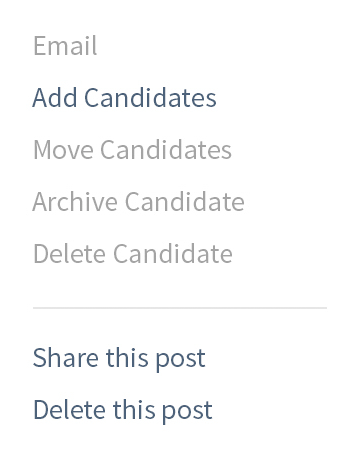 Email
Add Candidates
Move Candidates
Archive Candidate
Delete Candidate
Share this post
Delete this post